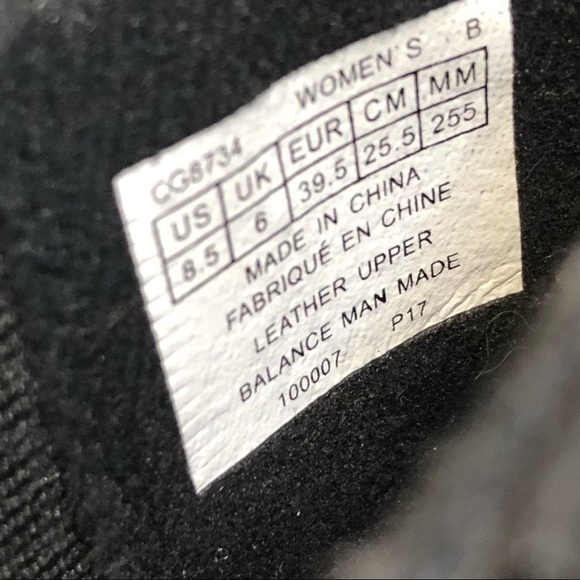 CG8734 WOMEN'S B
US UK EUR CM MM
8.5 6 39.5 25.5 255
MADE IN CHINA
FABRIQUÉ EN CHINE
LEATHER UPPER
BALANCE MAN MADE
100007 P17